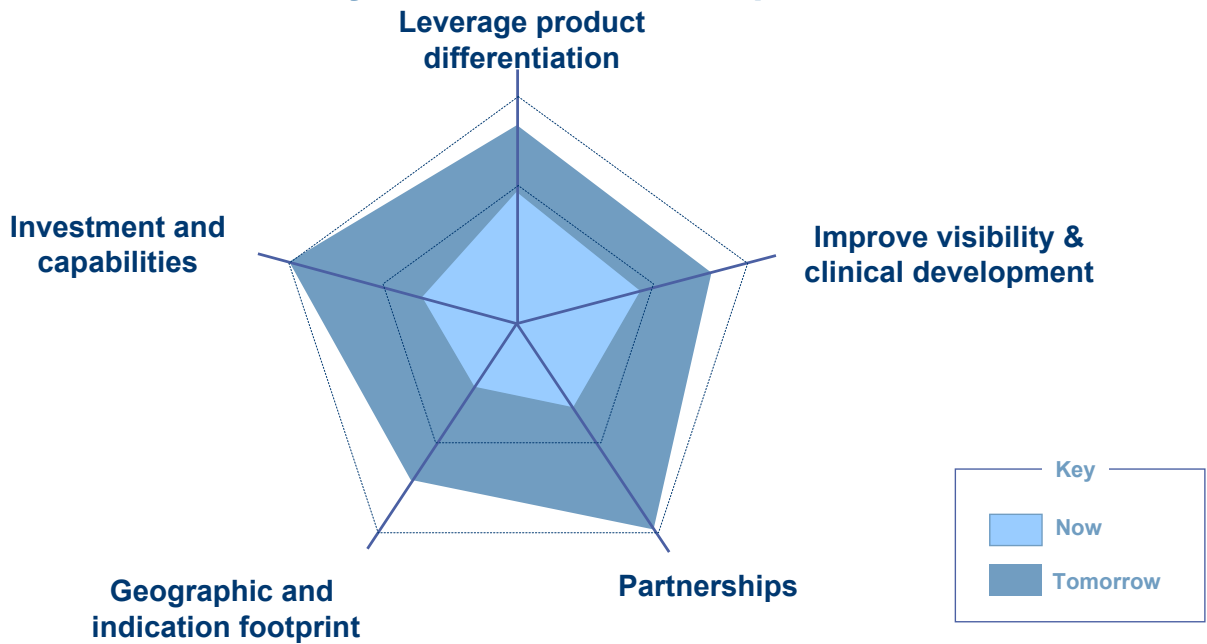 Leverage product
differentiation
Investment and
capabilities
Improve visibility &
clinical development
Geographic and
indication footprint
Partnerships
Key
Now
Tomorrow